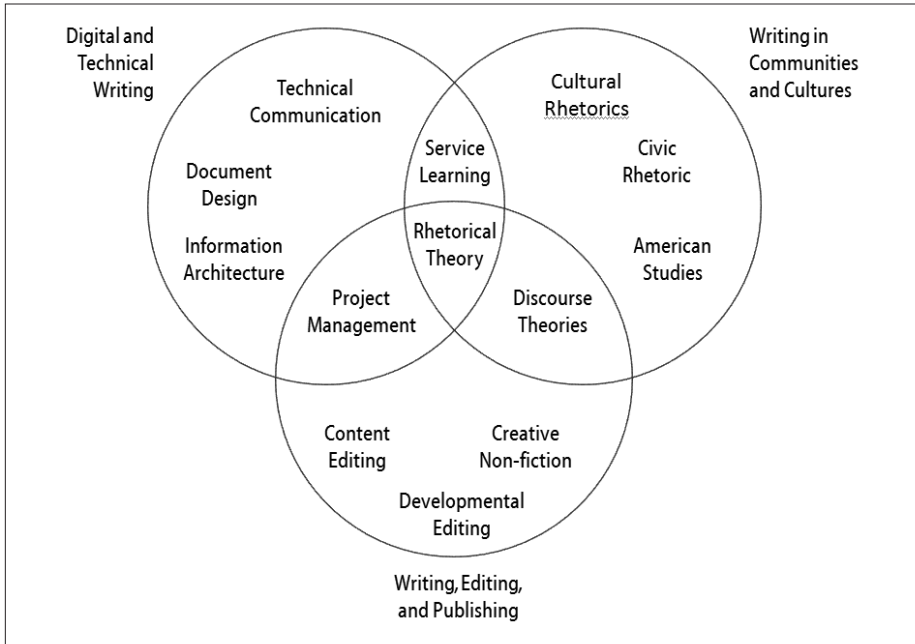 Digital and
Technical
Writing
Writing in
Communities
and Cultures
Technical
Communication
Cultural
Rhetorics
Service
Learning
Civic
Rhetoric
Document
Design
Rhetorical
Theory
Information
Architecture
American
Studies
Project
Management
Discourse
Theories
Content
Editing
Creative
Non-fiction
Developmental
Editing
Writing, Editing,
and Publishing